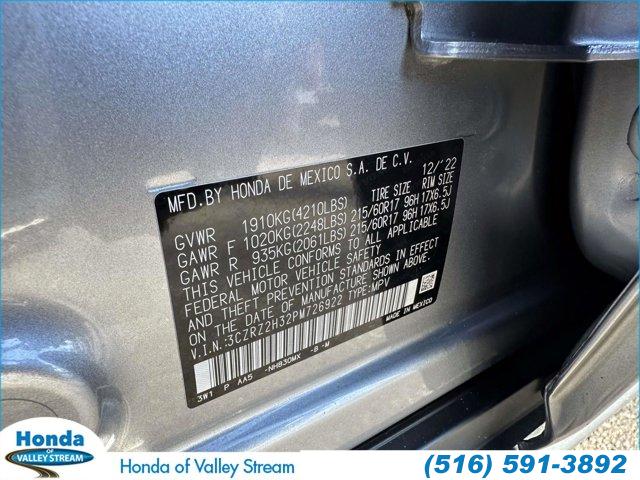 MFD.BY HONDA DE MEXICO S.A. DE C.V. 12/'22
TIRE SIZE RIM SIZE
GVWR 1910KG(4210LBS)
GAWR F 1020KG(2248LBS) 215/60R17 96H 17X6.5J
GAWR R 935KG(2061LBS) 215/60R17 96H 17X6.5J
THIS VEHICLE CONFORMS TO ALL APPLICABLE
FEDERAL MOTOR VEHICLE SAFETY STANDARDS IN EFFECT
AND THEFT PREVENTION STANDARDS
ON THE DATE OF MANUFACTURE SHOWN ABOVE.
V.I.N.:3CZRZ2H32PM726922 TYPE:MPV
MADE IN MEXICO
3W1 P AA5 -NH830MX -B -M
Honda
OF
VALLEY STREAM
Honda of Valley Stream
(516) 591-3892